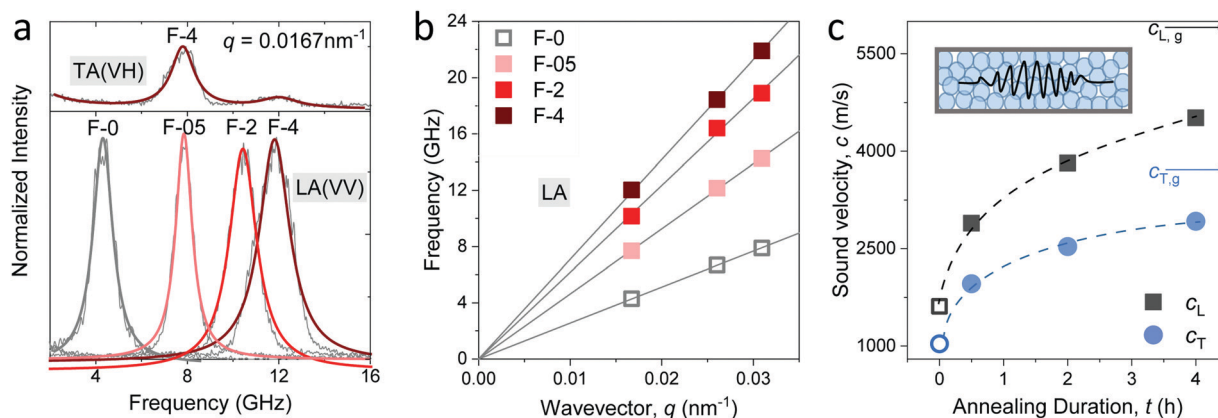 a
F-4
q = 0.0167nm⁻¹
TA(VH)
F-0
F-05
F-2
F-4
LA(VV)
Normalized Intensity
4
8
12
16
Frequency (GHz)
b
24
20
16
12
8
4
0
F-0
F-05
F-2
F-4
LA
Frequency (GHz)
0.00
0.01
0.02
0.03
Wavevector, q (nm⁻¹)
c
5500
4000
2500
1000
c_L,g
c_T,g
c_L
c_T
Sound velocity, c (m/s)
0
1
2
3
4
Annealing Duration, t (h)